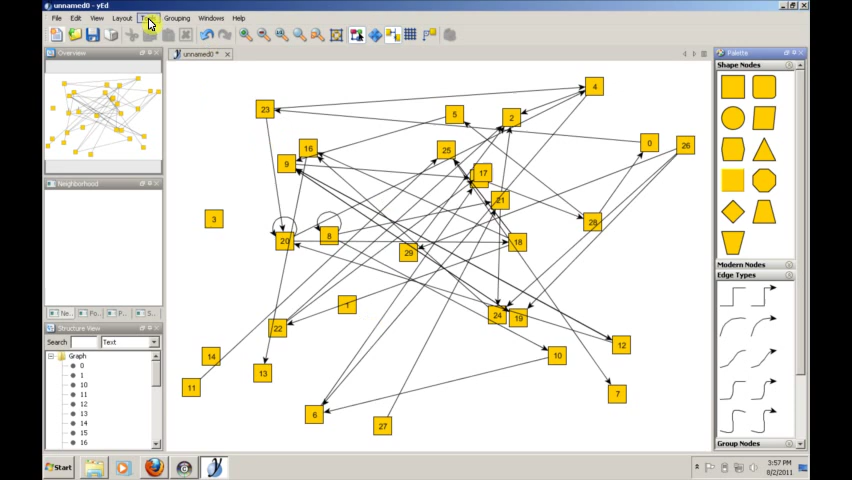 unnamed0 * - yEd
File Edit View Layout Tools Grouping Windows Help
Overview
unnamed0 *
Palette
Shape Nodes
4
23
5
2
16
25
0
26
9
17
21
3
28
20
8
18
29
1
24
19
22
12
14
10
13
11
7
6
27
Neighborhood
Structure View
Search
Text
Graph
0
1
10
11
12
13
14
15
16
Modern Nodes
Edge Types
Group Nodes
Start
3:57 PM
8/2/2011